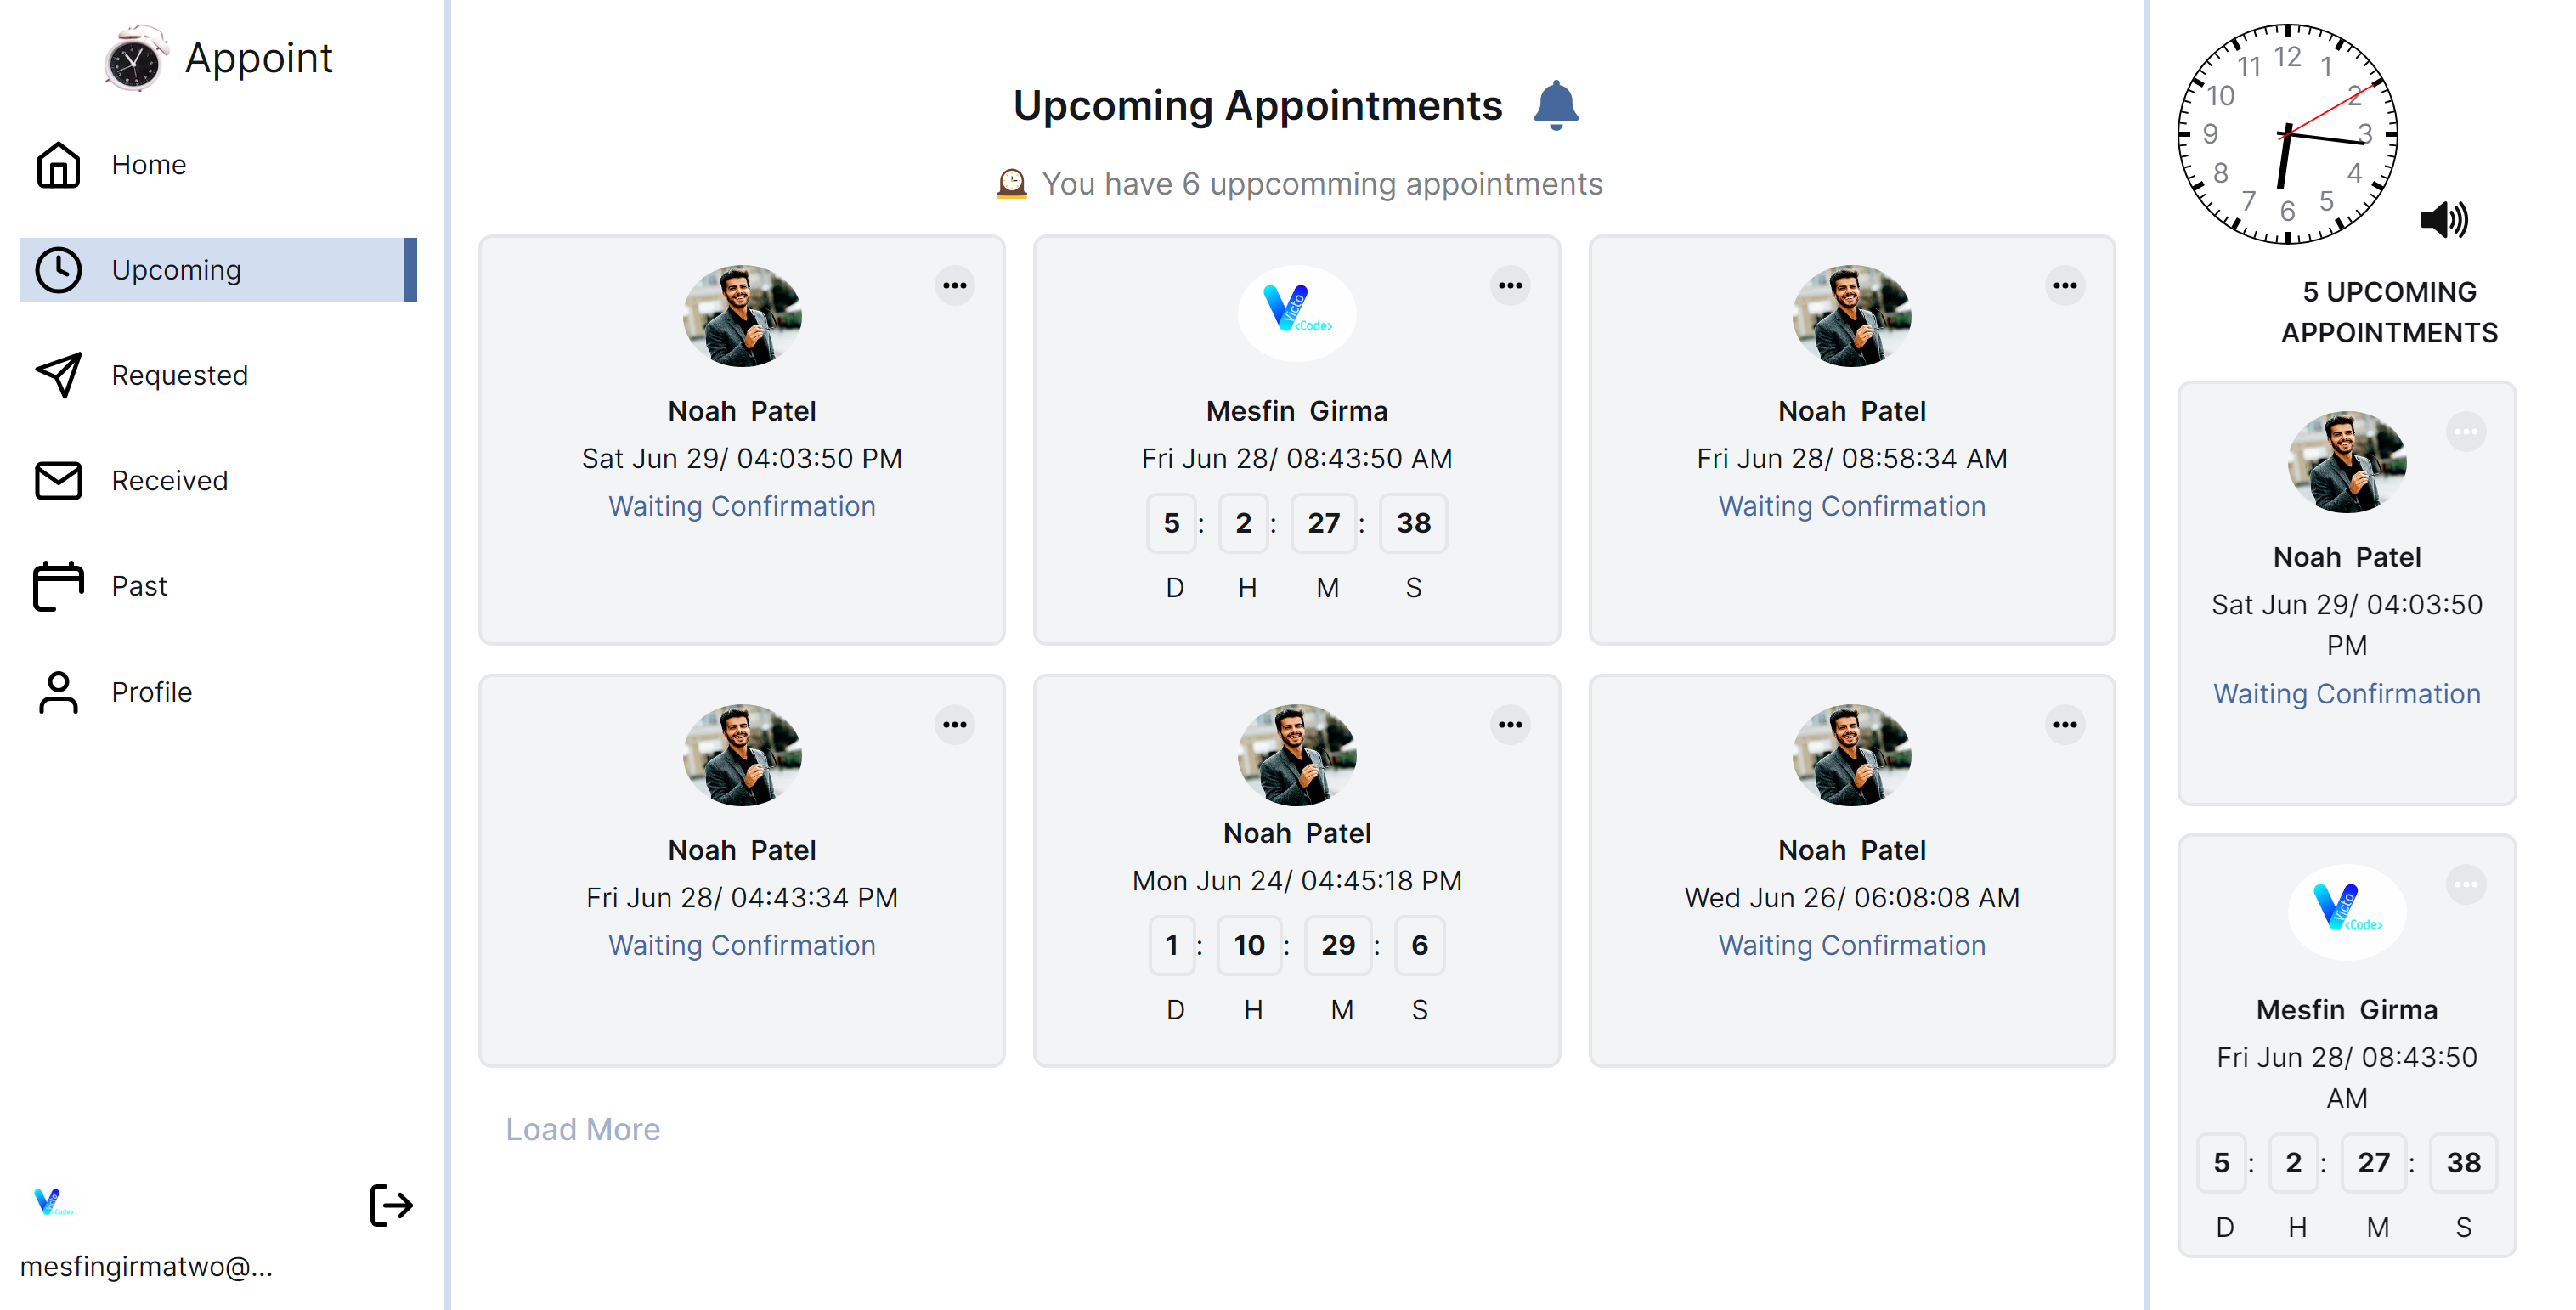 Appoint
Home
Upcoming
Requested
Received
Past
Profile
Victo
<Code>
mesfingirmatwo@...
Upcoming Appointments
You have 6 uppcomming appointments
Noah Patel
Sat Jun 29/ 04:03:50 PM
Waiting Confirmation
Victo
<Code>
Mesfin Girma
Fri Jun 28/ 08:43:50 AM
5 : 2 : 27 : 38
D H M S
Noah Patel
Fri Jun 28/ 08:58:34 AM
Waiting Confirmation
Noah Patel
Fri Jun 28/ 04:43:34 PM
Waiting Confirmation
Noah Patel
Mon Jun 24/ 04:45:18 PM
1 : 10 : 29 : 6
D H M S
Noah Patel
Wed Jun 26/ 06:08:08 AM
Waiting Confirmation
Load More
12 1 2 3 4 5 6 7 8 9 10 11
5 UPCOMING
APPOINTMENTS
Noah Patel
Sat Jun 29/ 04:03:50
PM
Waiting Confirmation
Victo
<Code>
Mesfin Girma
Fri Jun 28/ 08:43:50
AM
5 : 2 : 27 : 38
D H M S